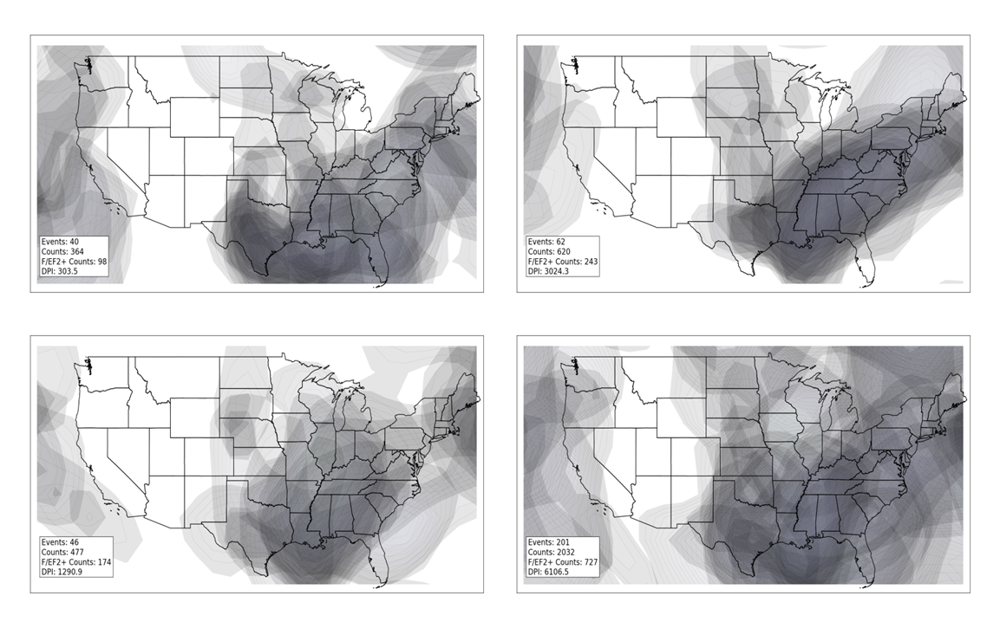 Events: 40
Counts: 364
F/EF2+ Counts: 98
DPI: 303.5
Events: 62
Counts: 620
F/EF2+ Counts: 243
DPI: 3024.3
Events: 46
Counts: 477
F/EF2+ Counts: 174
DPI: 1290.9
Events: 201
Counts: 2032
F/EF2+ Counts: 727
DPI: 6106.5